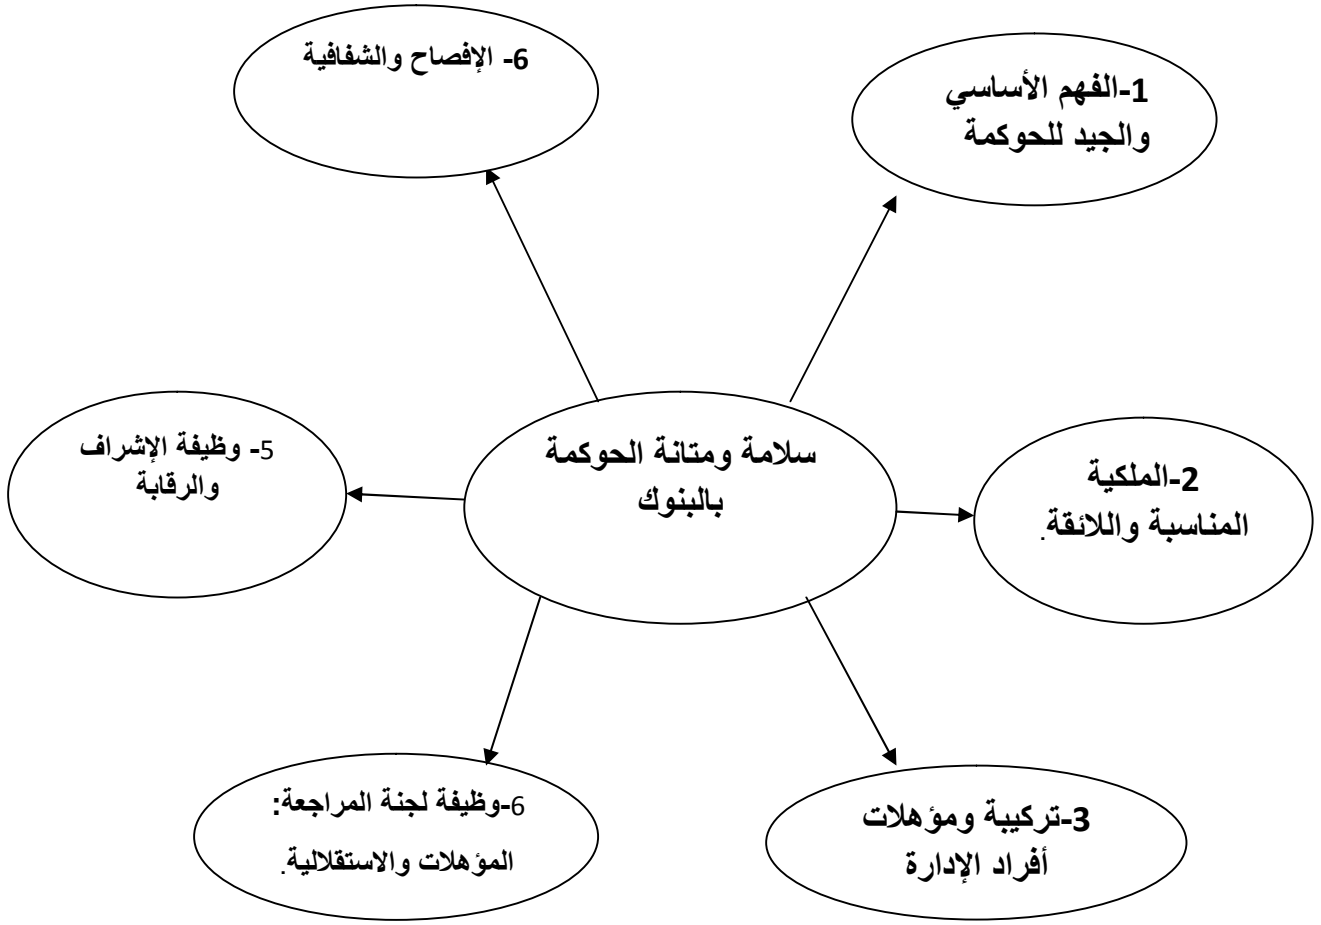 6- الإفصاح والشفافية
1-الفهم الأساسي
والجيد للحوكمة
سلامة ومتانة الحوكمة
بالبنوك
2-الملكية
المناسبة واللائقة.
3-تركيبة ومؤهلات
أفراد الإدارة
6-وظيفة لجنة المراجعة:
المؤهلات والاستقلالية.
5- وظيفة الإشراف
والرقابة